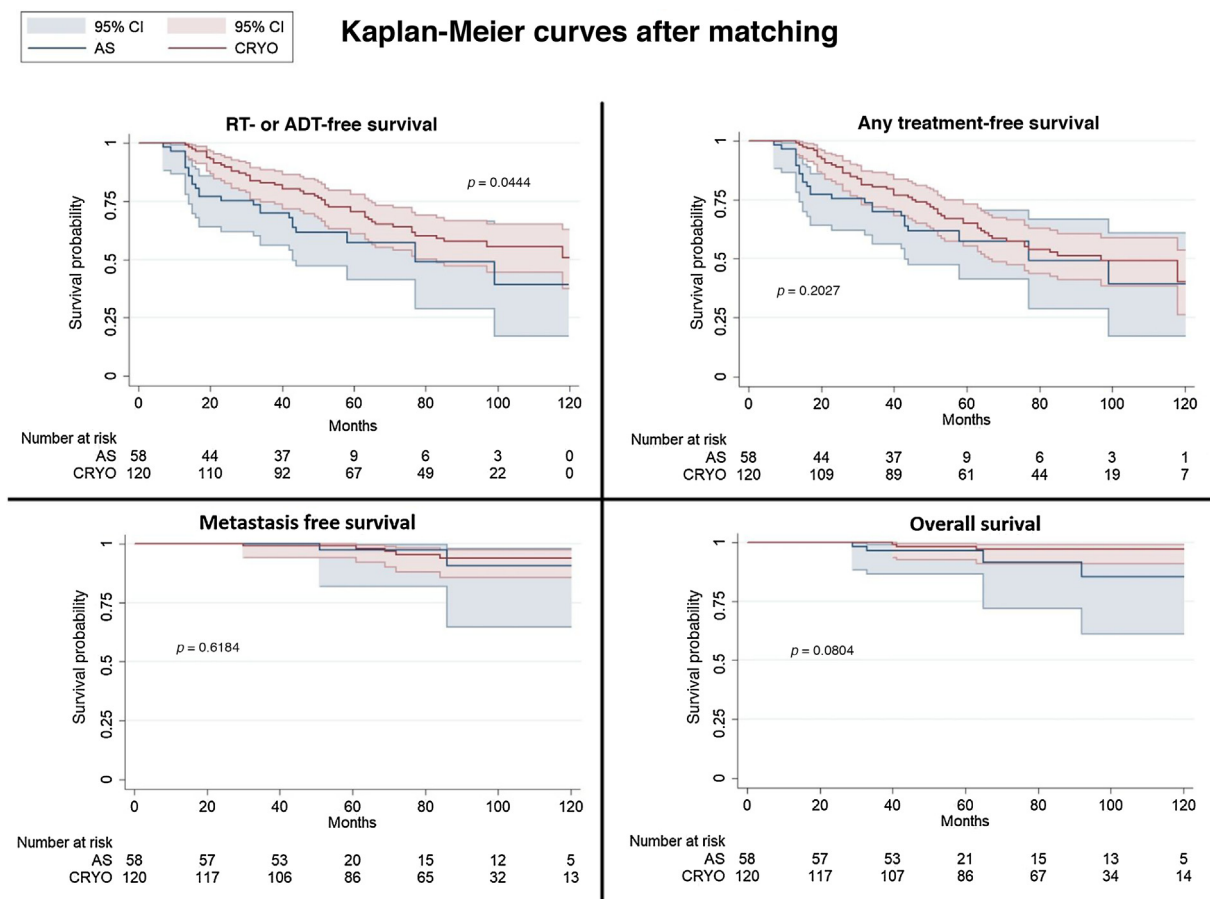 95% CI 95% CI
AS CRYO
Kaplan-Meier curves after matching
RT- or ADT-free survival
Survival probability
1
0.75
0.5
0.25
0
p = 0.0444
0 20 40 60 80 100 120
Months
Number at risk
AS 58 44 37 9 6 3 0
CRYO 120 110 92 67 49 22 0
Any treatment-free survival
Survival probability
1
0.75
0.5
0.25
0
p = 0.2027
0 20 40 60 80 100 120
Months
Number at risk
AS 58 44 37 9 6 3 1
CRYO 120 109 89 61 44 19 7
Metastasis free survival
Survival probability
1
0.75
0.5
0.25
0
p = 0.6184
0 20 40 60 80 100 120
Months
Number at risk
AS 58 57 53 20 15 12 5
CRYO 120 117 106 86 65 32 13
Overall surival
Survival probability
1
0.75
0.5
0.25
0
p = 0.0804
0 20 40 60 80 100 120
Months
Number at risk
AS 58 57 53 21 15 13 5
CRYO 120 117 107 86 67 34 14